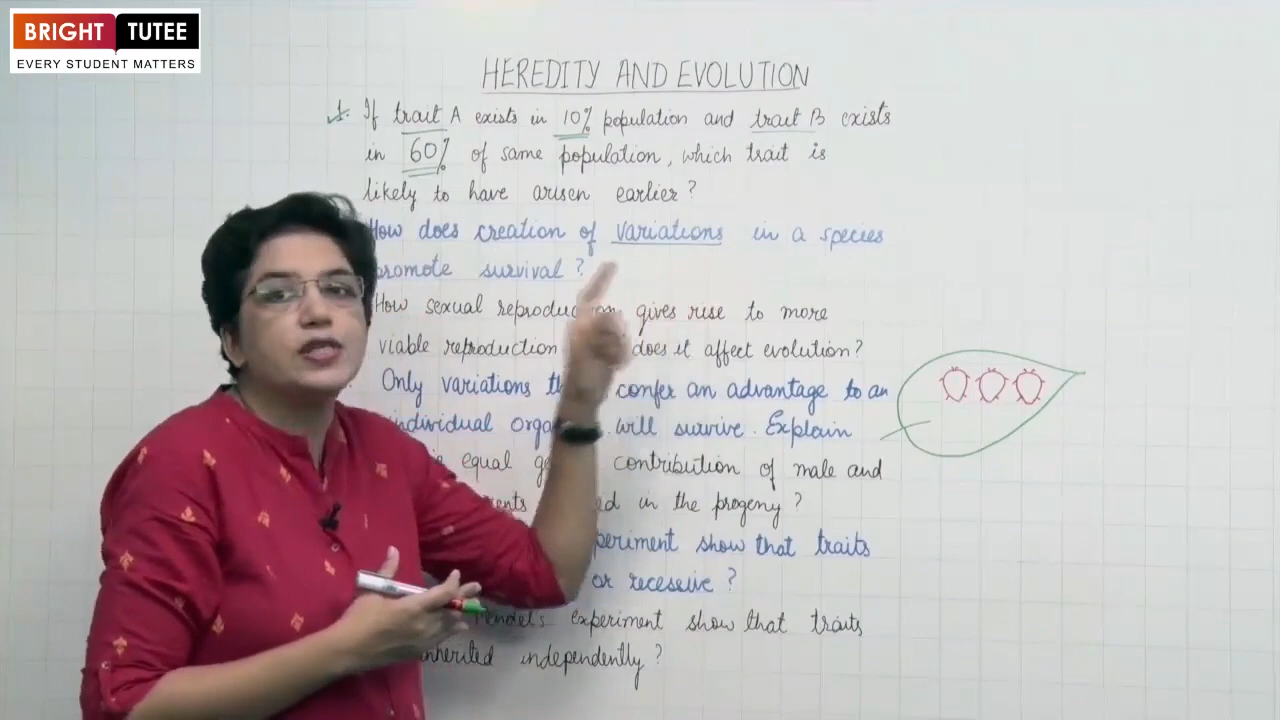 BRIGHT TUTEE
EVERY STUDENT MATTERS
HEREDITY AND EVOLUTION
1. If trait A exists in 10% population and trait B exists
in 60% of same population, which trait is
likely to have arisen earlier?
How does creation of variations in a species
promote survival?
How sexual reproduction gives rise to more
viable reproduction does it affect evolution?
Only variations confer an advantage to an
individual will survive. Explain
equal contribution of male and
in the progeny?
show that traits
or recessive?
Mendel's experiment show that traits
inherited independently?